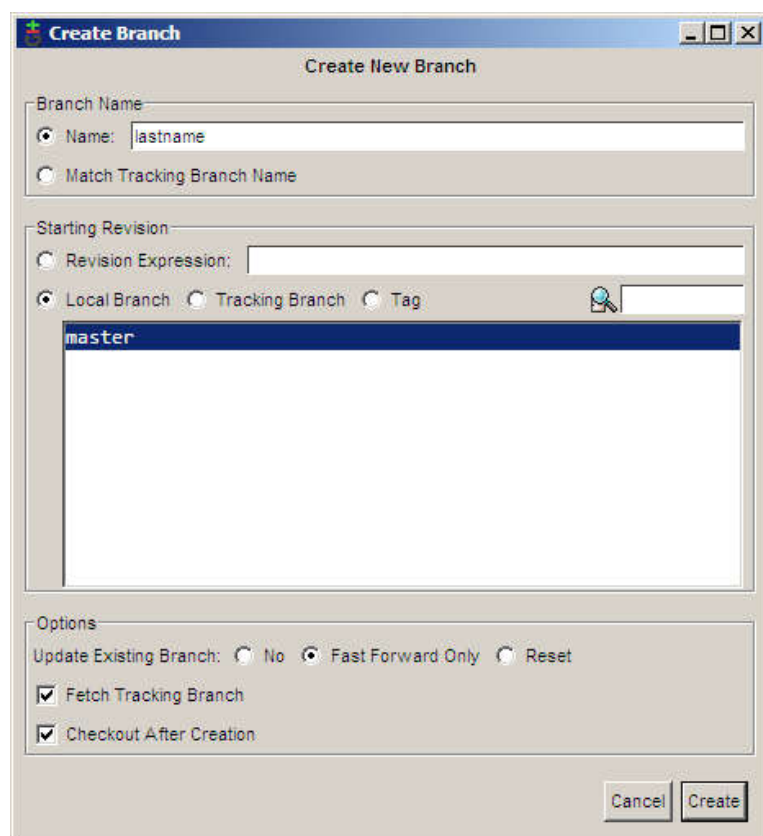 Create Branch
Create New Branch
Branch Name
Name: lastname
Match Tracking Branch Name
Starting Revision
Revision Expression:
Local Branch Tracking Branch Tag
master
Options
Update Existing Branch: No Fast Forward Only Reset
Fetch Tracking Branch
Checkout After Creation
Cancel Create